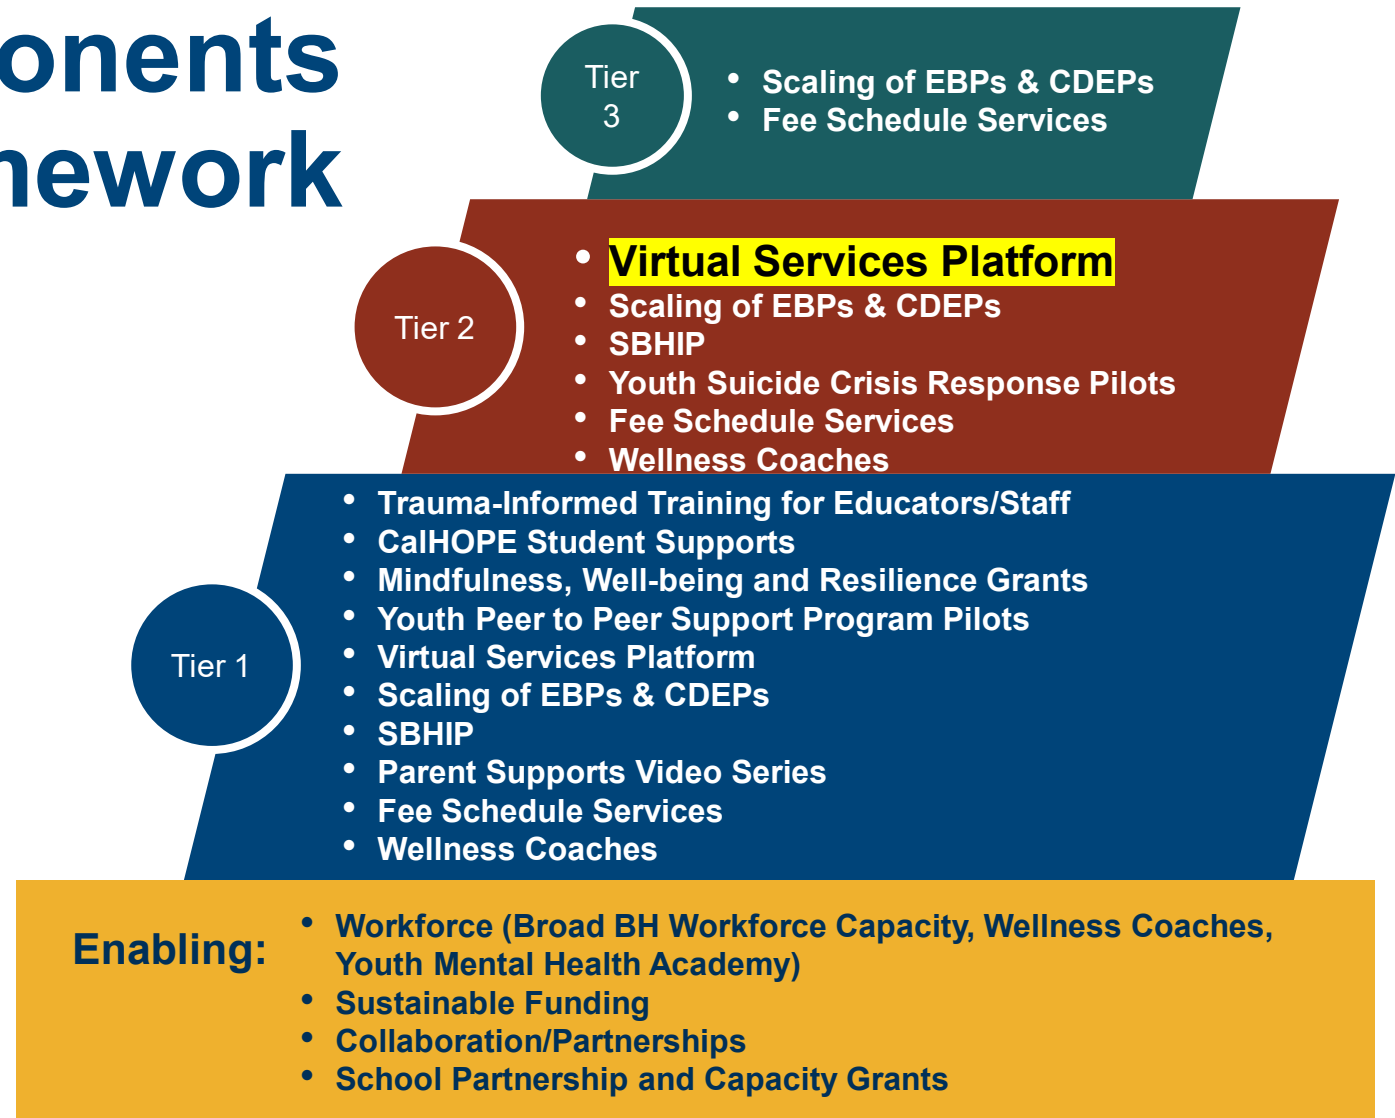 onents
ework
Tier
3
• Scaling of EBPs & CDEPs
• Fee Schedule Services
Tier 2
• Virtual Services Platform
• Scaling of EBPs & CDEPs
• SBHIP
• Youth Suicide Crisis Response Pilots
• Fee Schedule Services
• Wellness Coaches
Tier 1
• Trauma-Informed Training for Educators/Staff
• CalHOPE Student Supports
• Mindfulness, Well-being and Resilience Grants
• Youth Peer to Peer Support Program Pilots
• Virtual Services Platform
• Scaling of EBPs & CDEPs
• SBHIP
• Parent Supports Video Series
• Fee Schedule Services
• Wellness Coaches
Enabling:
• Workforce (Broad BH Workforce Capacity, Wellness Coaches,
Youth Mental Health Academy)
• Sustainable Funding
• Collaboration/Partnerships
• School Partnership and Capacity Grants